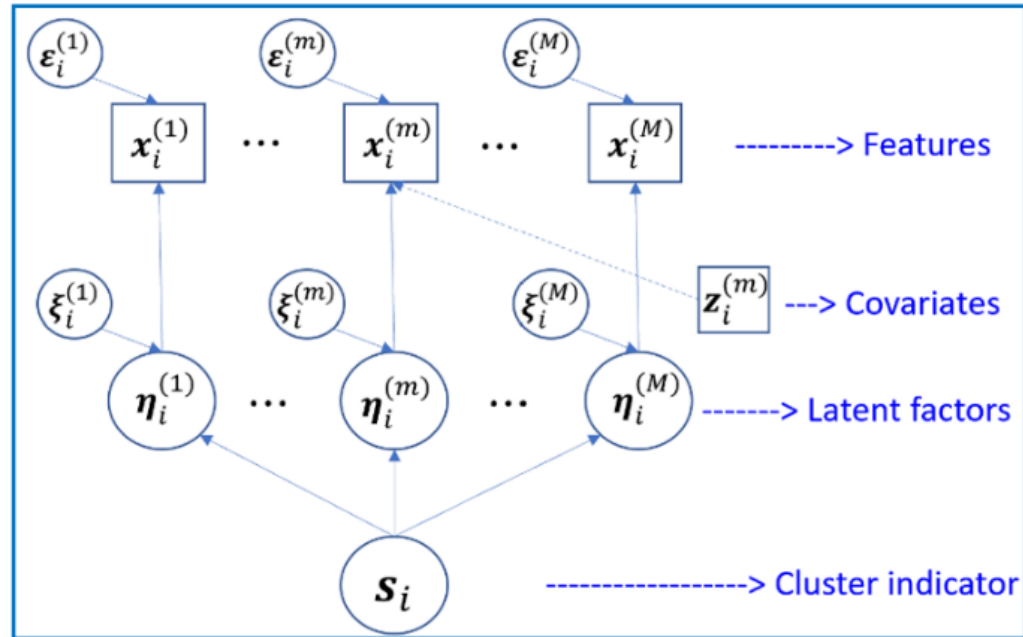 ε_i^(1) ε_i^(m) ε_i^(M)
x_i^(1) ... x_i^(m) ... x_i^(M) ---------> Features
ξ_i^(1) ξ_i^(m) ξ_i^(M) z_i^(m) ---> Covariates
η_i^(1) ... η_i^(m) ... η_i^(M) -------> Latent factors
s_i -------------------> Cluster indicator